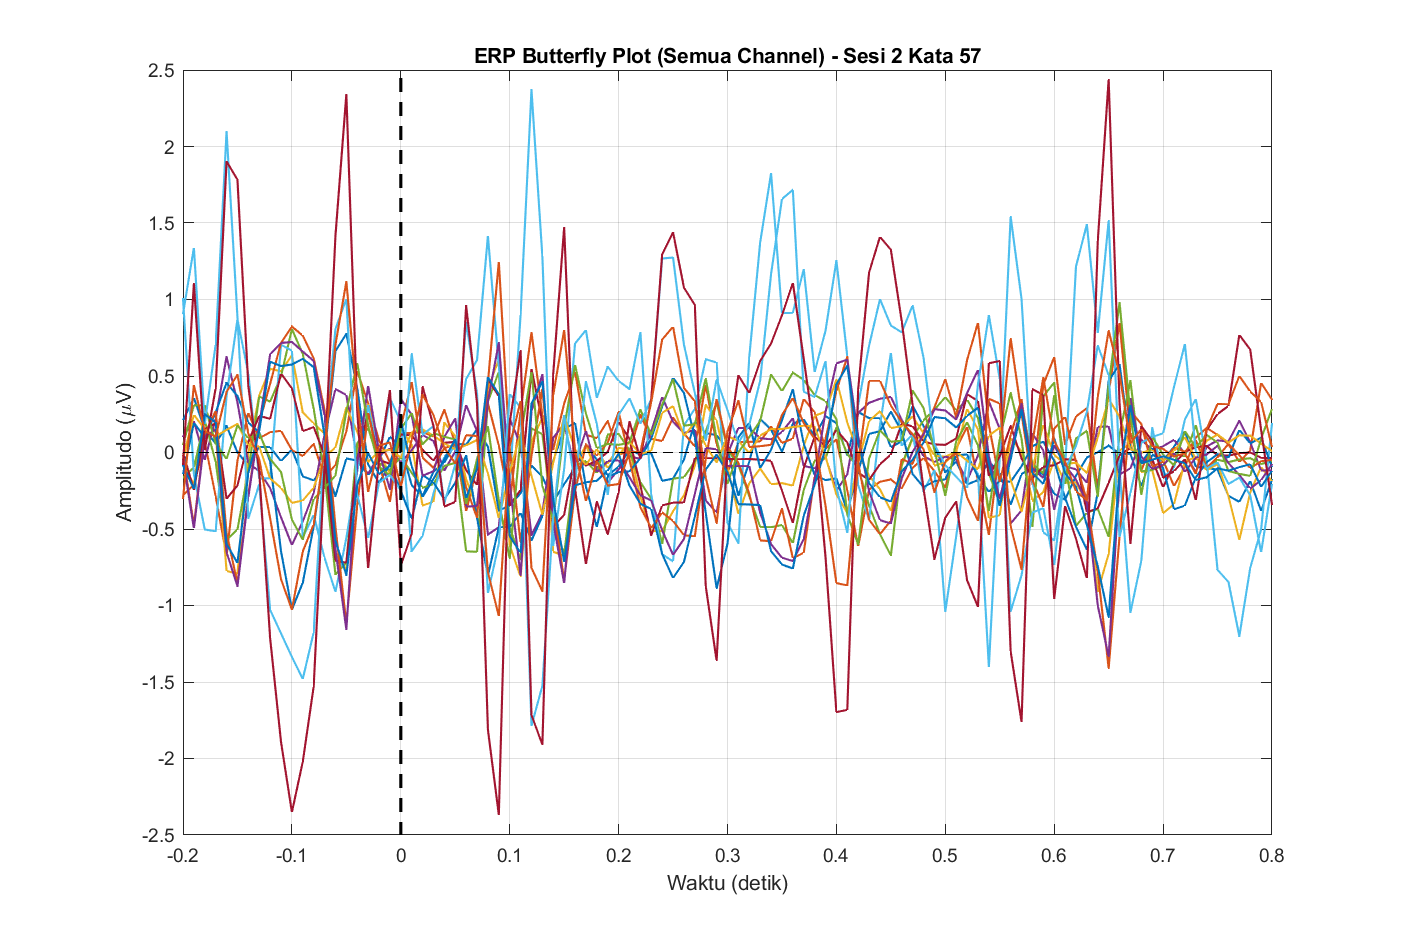 ERP Butterfly Plot (Semua Channel) - Sesi 2 Kata 57
2.5
2
1.5
1
0.5
0
-0.5
-1
-1.5
-2
-2.5
Amplitudo (μV)
-0.2 -0.1 0 0.1 0.2 0.3 0.4 0.5 0.6 0.7 0.8
Waktu (detik)